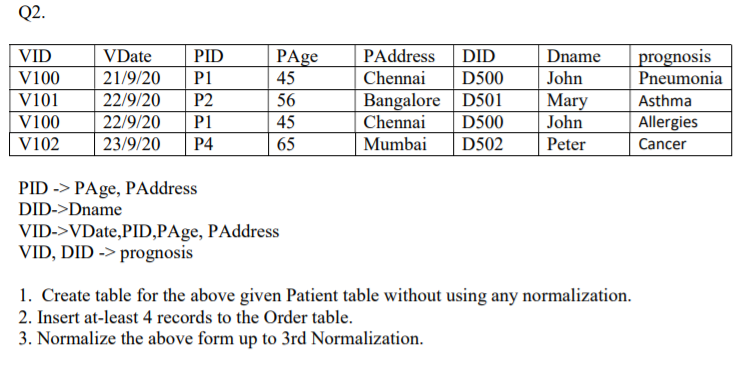 Q2.
VID VDate PID PAge PAddress DID Dname prognosis
V100 21/9/20 P1 45 Chennai D500 John Pneumonia
V101 22/9/20 P2 56 Bangalore D501 Mary Asthma
V100 22/9/20 P1 45 Chennai D500 John Allergies
V102 23/9/20 P4 65 Mumbai D502 Peter Cancer
PID -> PAge, PAddress
DID->Dname
VID->VDate,PID,PAge, PAddress
VID, DID -> prognosis
1. Create table for the above given Patient table without using any normalization.
2. Insert at-least 4 records to the Order table.
3. Normalize the above form up to 3rd Normalization.